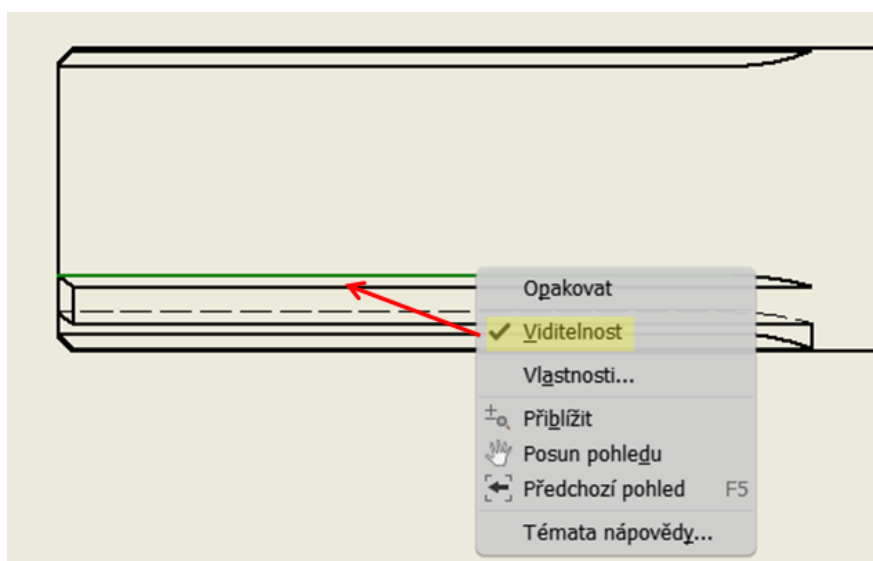 Opakovat
Viditelnost
Vlastnosti...
Přiblížit
Posun pohledu
Předchozí pohled F5
Témata nápovědy...